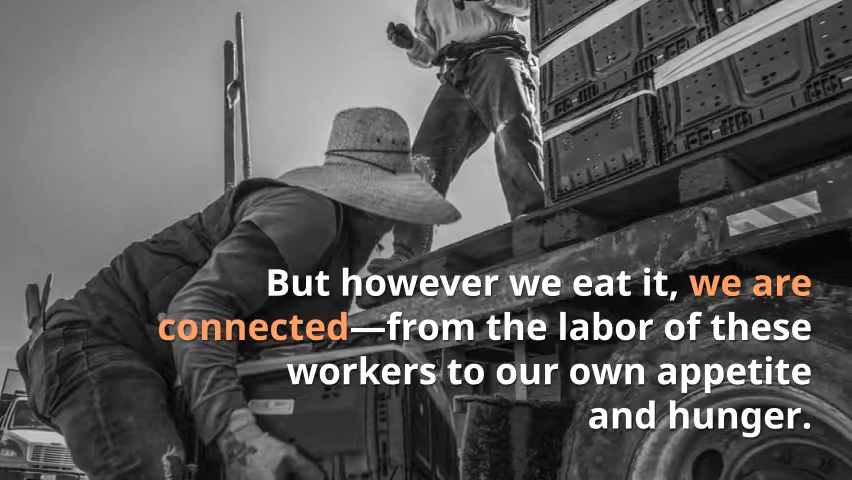 But however we eat it, we are
connected—from the labor of these
workers to our own appetite
and hunger.